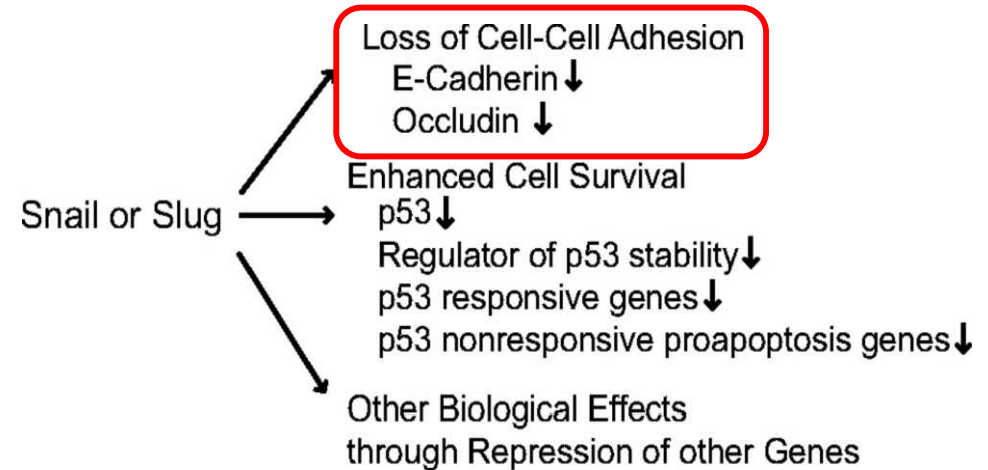 Loss of Cell-Cell Adhesion
E-Cadherin↓
Occludin ↓
Snail or Slug
Enhanced Cell Survival
p53↓
Regulator of p53 stability↓
p53 responsive genes↓
p53 nonresponsive proapoptosis genes↓
Other Biological Effects
through Repression of other Genes